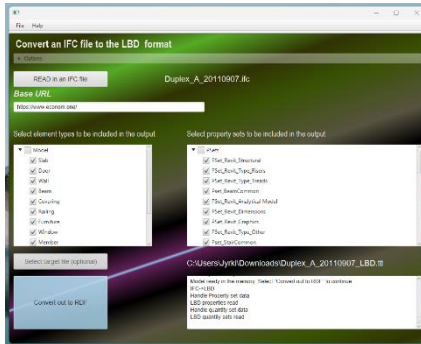 File Help
Convert an IFC file to the LBD format
Options
READ in an IFC file
Duplex_A_20110907.ifc
Base URL
https://www.economi.one/
Select element types to be included in the output
Select property sets to be included in the output
Model
Slab
Door
Wall
Beam
Covering
Railing
Furniture
Window
Member
PSets
PSet_Revit_Structural
PSet_Revit_Type_Risers
PSet_Revit_Type_Treads
Pset_BeamCommon
PSet_Revit_Analytical Model
PSet_Revit_Dimensions
PSet_Revit_Graphics
PSet_Revit_Type_Other
Pset_StairCommon
Select target file (optional)
C:\Users\Jyrki\Downloads\Duplex_A_20110907_LBD.ttl
Convert out to RDF
Model ready in the memory. Select 'Convert out to RDF' to continue
IFC->LBD
Handle Property set data
LBD properties read
Handle quantity set data
LBD quantity sets read